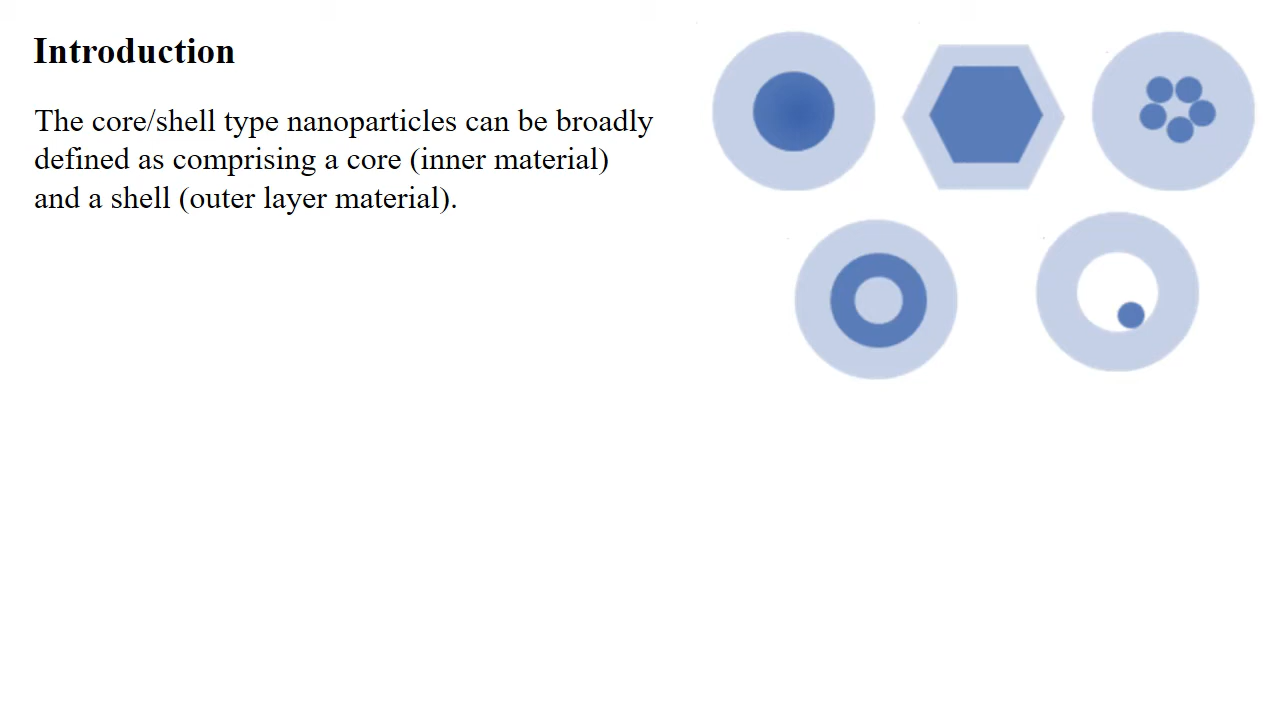 Introduction
The core/shell type nanoparticles can be broadly
defined as comprising a core (inner material)
and a shell (outer layer material).